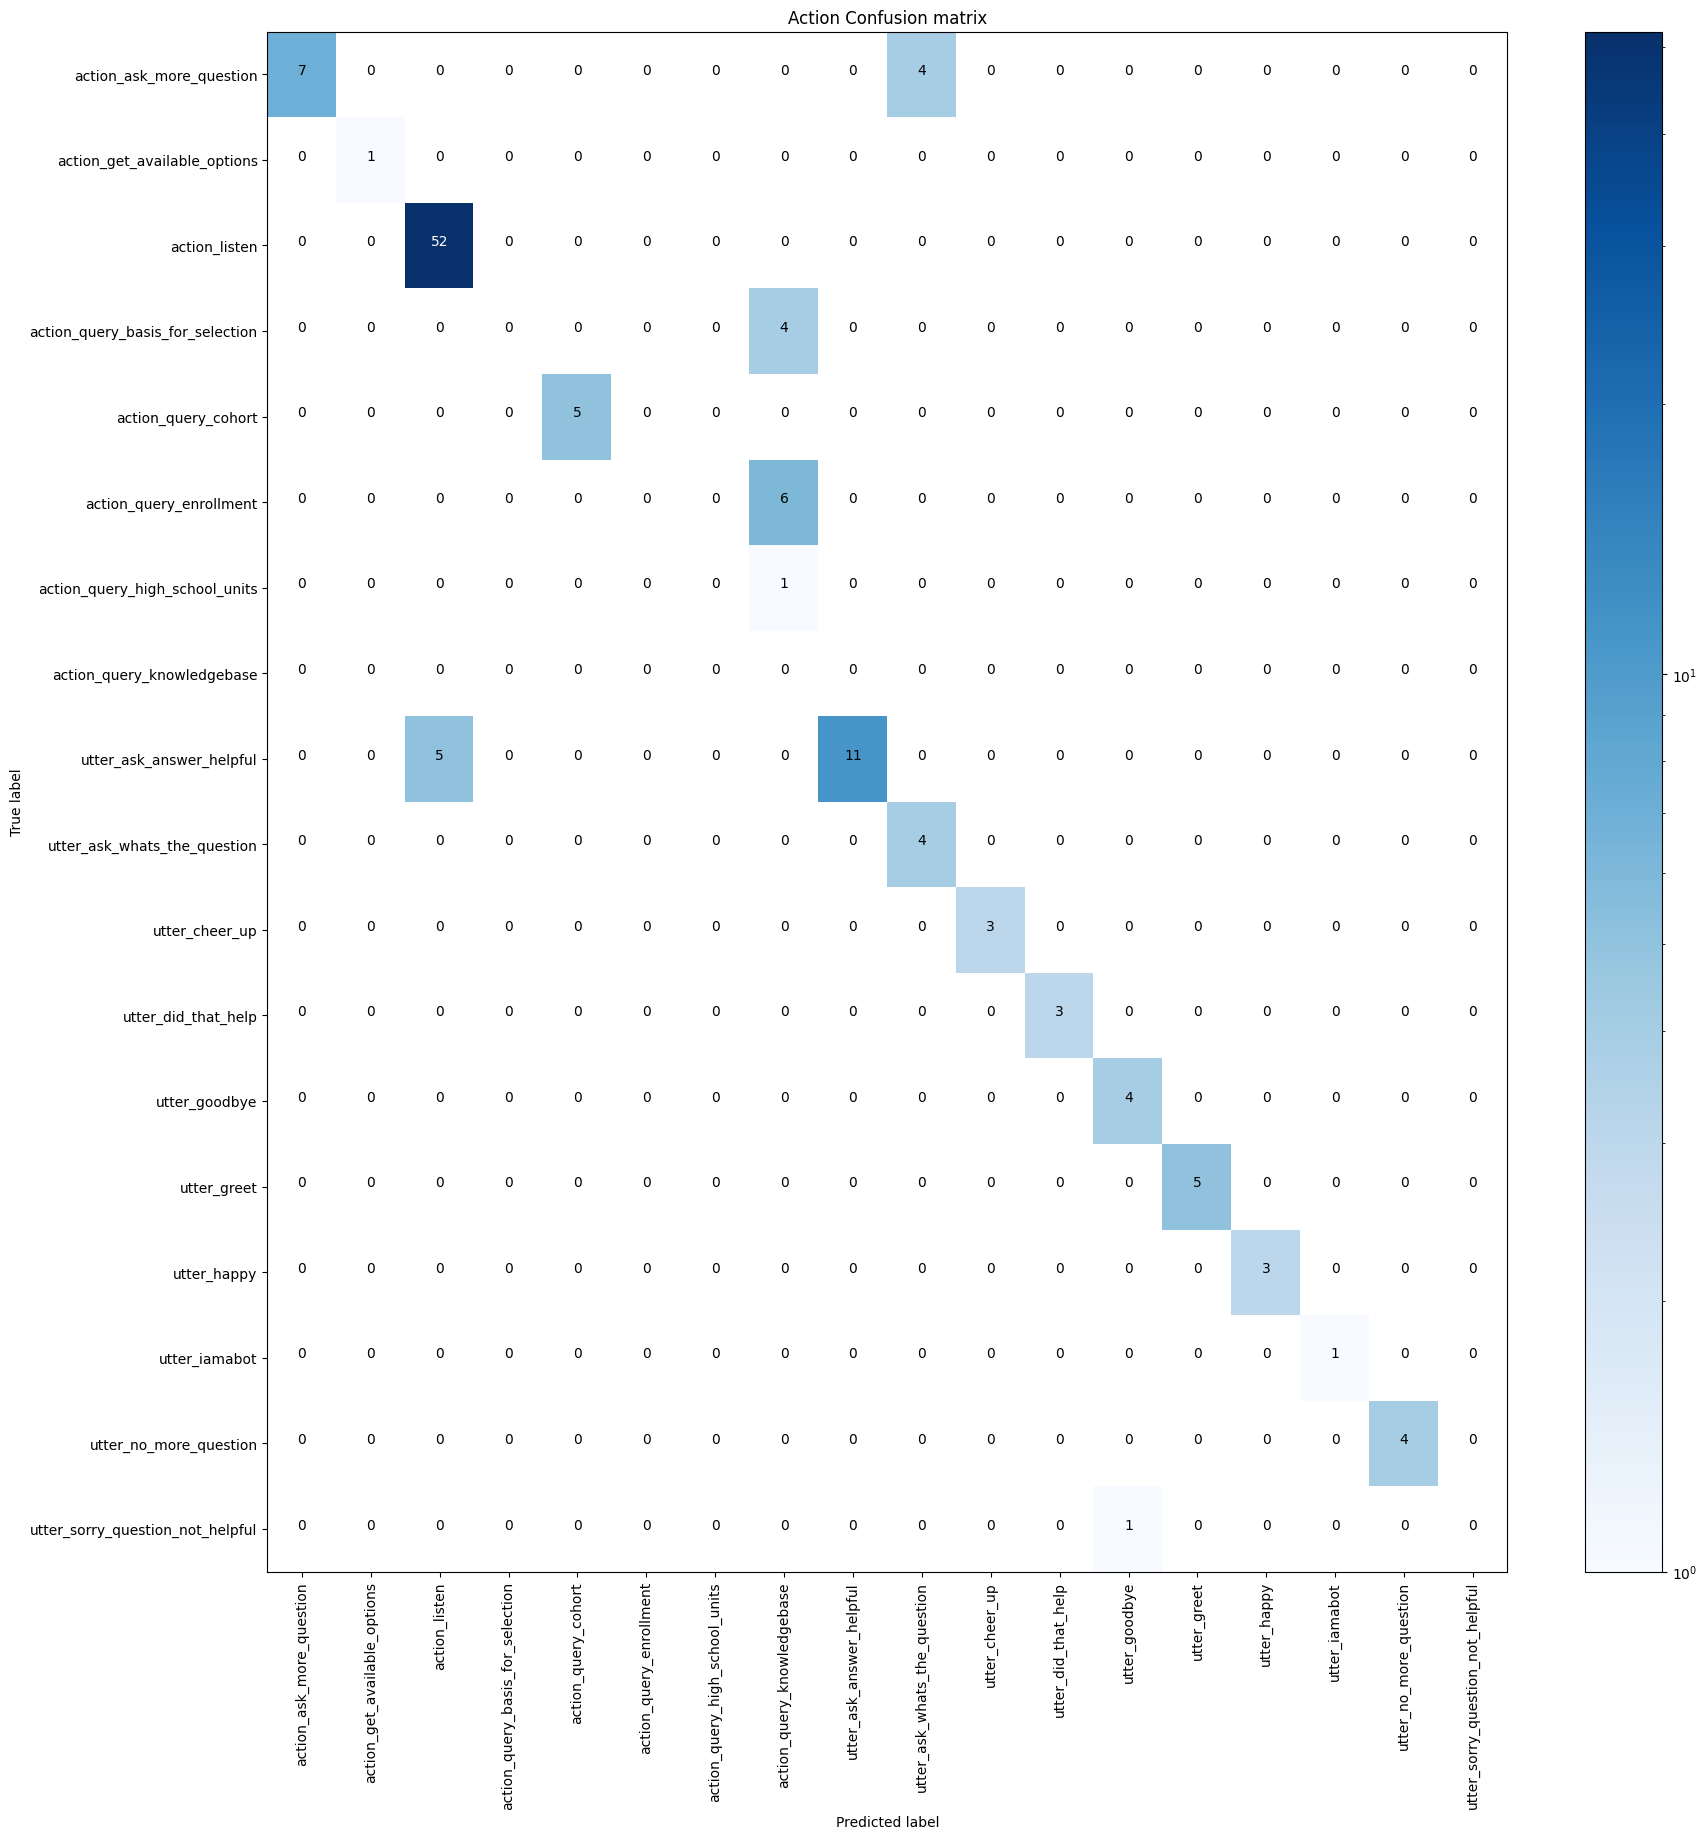 Action Confusion matrix
action_ask_more_question 7 0 0 0 0 0 0 0 0 4 0 0 0 0 0 0 0 0
action_get_available_options 0 1 0 0 0 0 0 0 0 0 0 0 0 0 0 0 0 0
action_listen 0 0 52 0 0 0 0 0 0 0 0 0 0 0 0 0 0 0
action_query_basis_for_selection 0 0 0 0 0 0 0 4 0 0 0 0 0 0 0 0 0 0
action_query_cohort 0 0 0 0 5 0 0 0 0 0 0 0 0 0 0 0 0 0
action_query_enrollment 0 0 0 0 0 0 0 6 0 0 0 0 0 0 0 0 0 0
action_query_high_school_units 0 0 0 0 0 0 0 1 0 0 0 0 0 0 0 0 0 0
action_query_knowledgebase 0 0 0 0 0 0 0 0 0 0 0 0 0 0 0 0 0 0
10¹
utter_ask_answer_helpful 0 0 5 0 0 0 0 0 11 0 0 0 0 0 0 0 0 0
True label
utter_ask_whats_the_question 0 0 0 0 0 0 0 0 0 4 0 0 0 0 0 0 0 0
utter_cheer_up 0 0 0 0 0 0 0 0 0 0 3 0 0 0 0 0 0 0
utter_did_that_help 0 0 0 0 0 0 0 0 0 0 0 3 0 0 0 0 0 0
utter_goodbye 0 0 0 0 0 0 0 0 0 0 0 0 4 0 0 0 0 0
utter_greet 0 0 0 0 0 0 0 0 0 0 0 0 0 5 0 0 0 0
utter_happy 0 0 0 0 0 0 0 0 0 0 0 0 0 0 3 0 0 0
utter_iamabot 0 0 0 0 0 0 0 0 0 0 0 0 0 0 0 1 0 0
utter_no_more_question 0 0 0 0 0 0 0 0 0 0 0 0 0 0 0 0 4 0
utter_sorry_question_not_helpful 0 0 0 0 0 0 0 0 0 0 0 0 1 0 0 0 0 0
10⁰
action_ask_more_question
action_get_available_options
action_listen
action_query_basis_for_selection
action_query_cohort
action_query_enrollment
action_query_high_school_units
action_query_knowledgebase
utter_ask_answer_helpful
utter_ask_whats_the_question
utter_cheer_up
utter_did_that_help
utter_goodbye
utter_greet
utter_happy
utter_iamabot
utter_no_more_question
utter_sorry_question_not_helpful
Predicted label